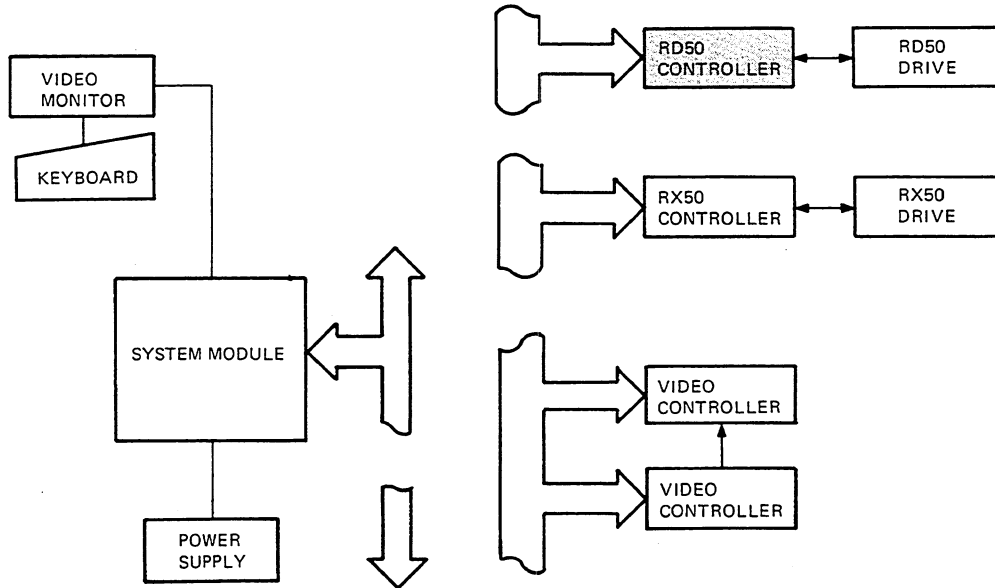 VIDEO
MONITOR
KEYBOARD
SYSTEM MODULE
POWER
SUPPLY
RD50
CONTROLLER
RD50
DRIVE
RX50
CONTROLLER
RX50
DRIVE
VIDEO
CONTROLLER
VIDEO
CONTROLLER